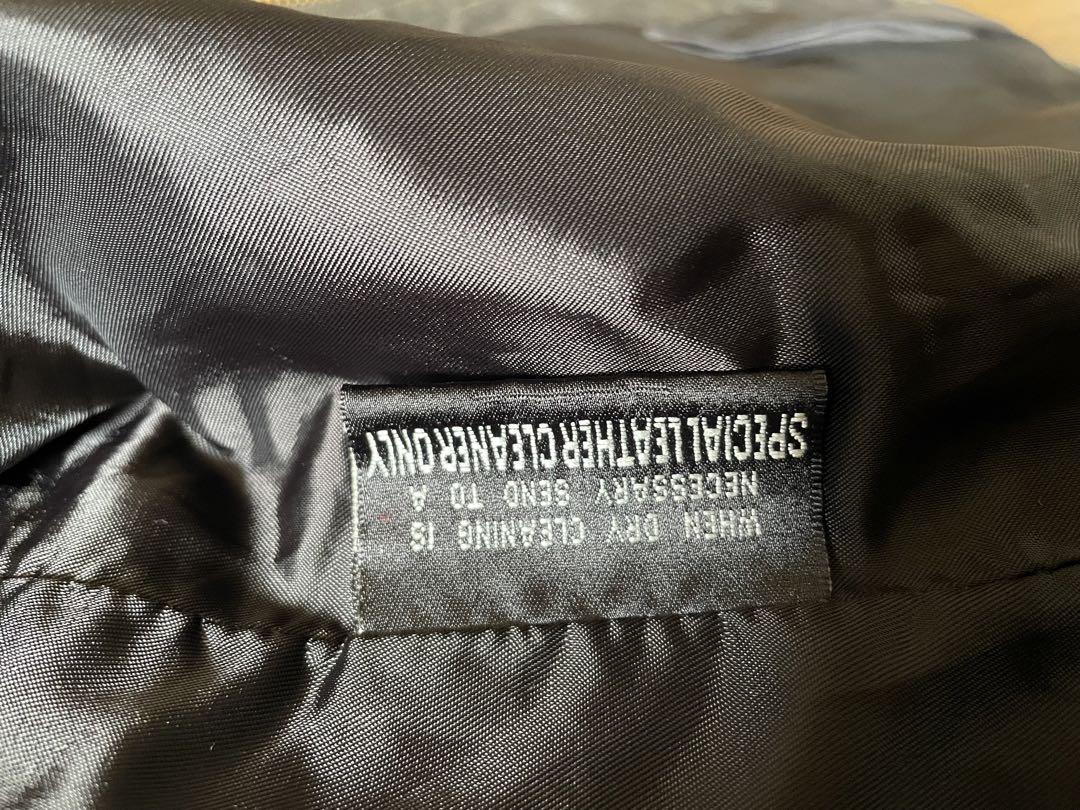 WHEN DRY CLEANING IS
NECESSARY SEND TO A
SPECIAL LEATHER CLEANER ONLY